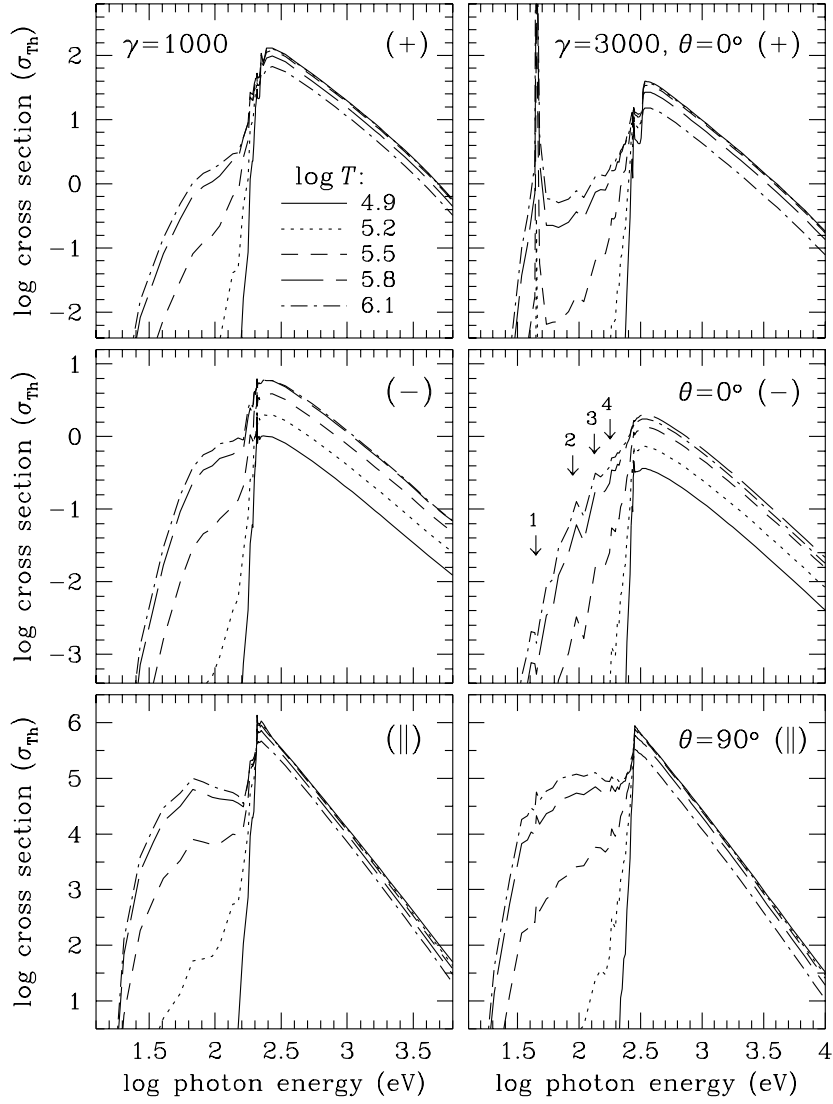 γ=1000
(+)
γ=3000, θ=0° (+)
log cross section (σTh)
2
1
0
−1
−2
log T:
4.9
5.2
5.5
5.8
6.1
(−)
θ=0° (−)
log cross section (σTh)
1
0
−1
−2
−3
1
2
3
4
(∥)
θ=90° (∥)
log cross section (σTh)
6
5
4
3
2
1
1.5 2 2.5 3 3.5
1.5 2 2.5 3 3.5 4
log photon energy (eV)
log photon energy (eV)